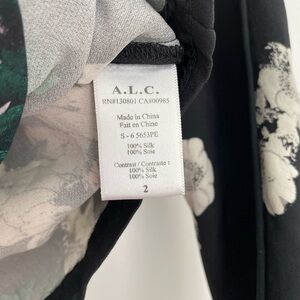 A.L.C.
RN#130801 CA#00985
Made in China
Fait en Chine
S - 6 5653PE
100% Silk
100% Soie
Contrast / Contraste :
100% Silk
100% Soie
2